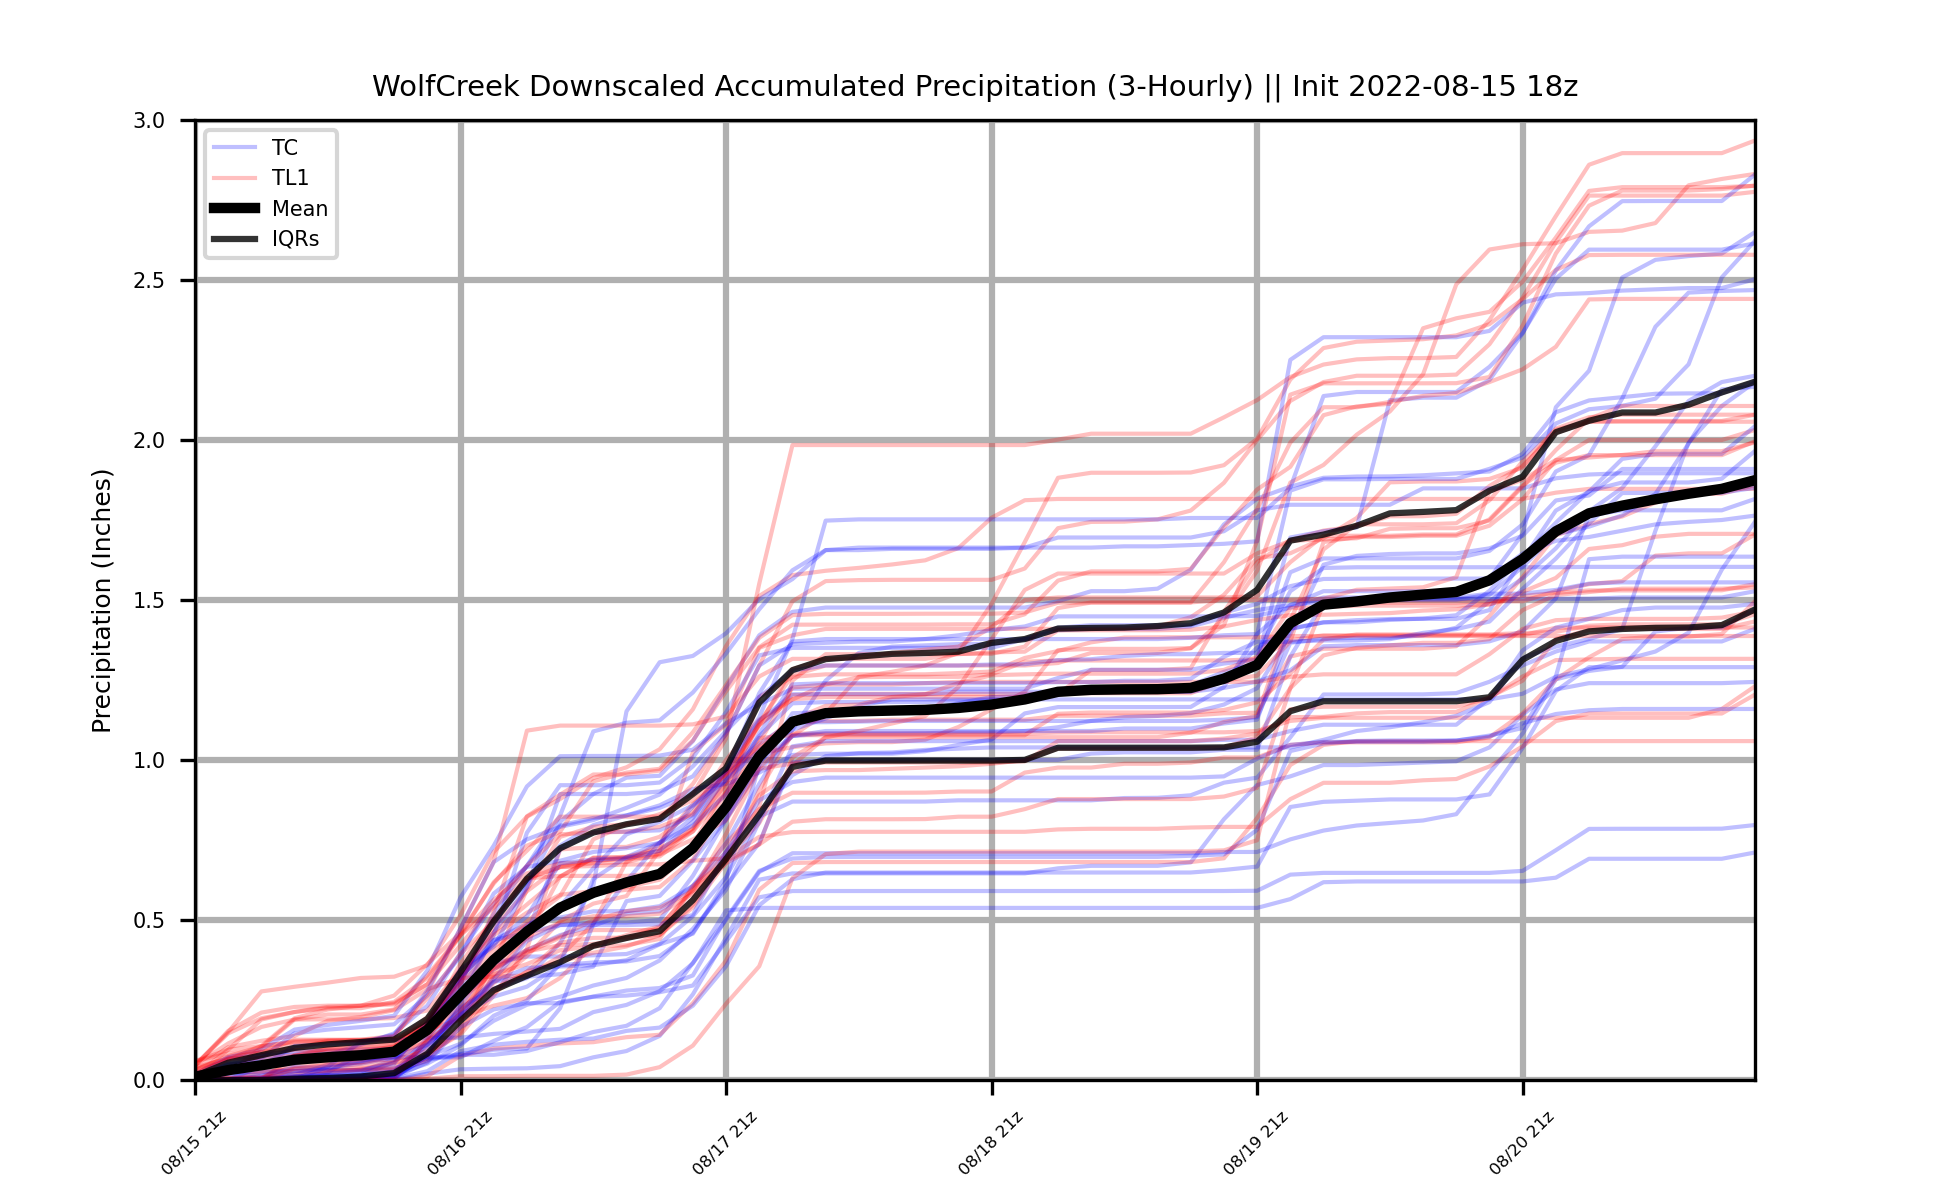 WolfCreek Downscaled Accumulated Precipitation (3-Hourly) || Init 2022-08-15 18z
TC
TL1
Mean
IQRs
Precipitation (Inches)
3.0
2.5
2.0
1.5
1.0
0.5
0.0
08/15 21z
08/16 21z
08/17 21z
08/18 21z
08/19 21z
08/20 21z